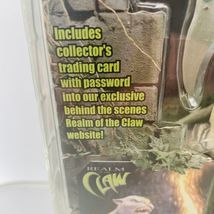 Includes
collector's
trading card
with password
into our exclusive
behind the scenes
Realm of the Claw
website!
REALM
CLAW